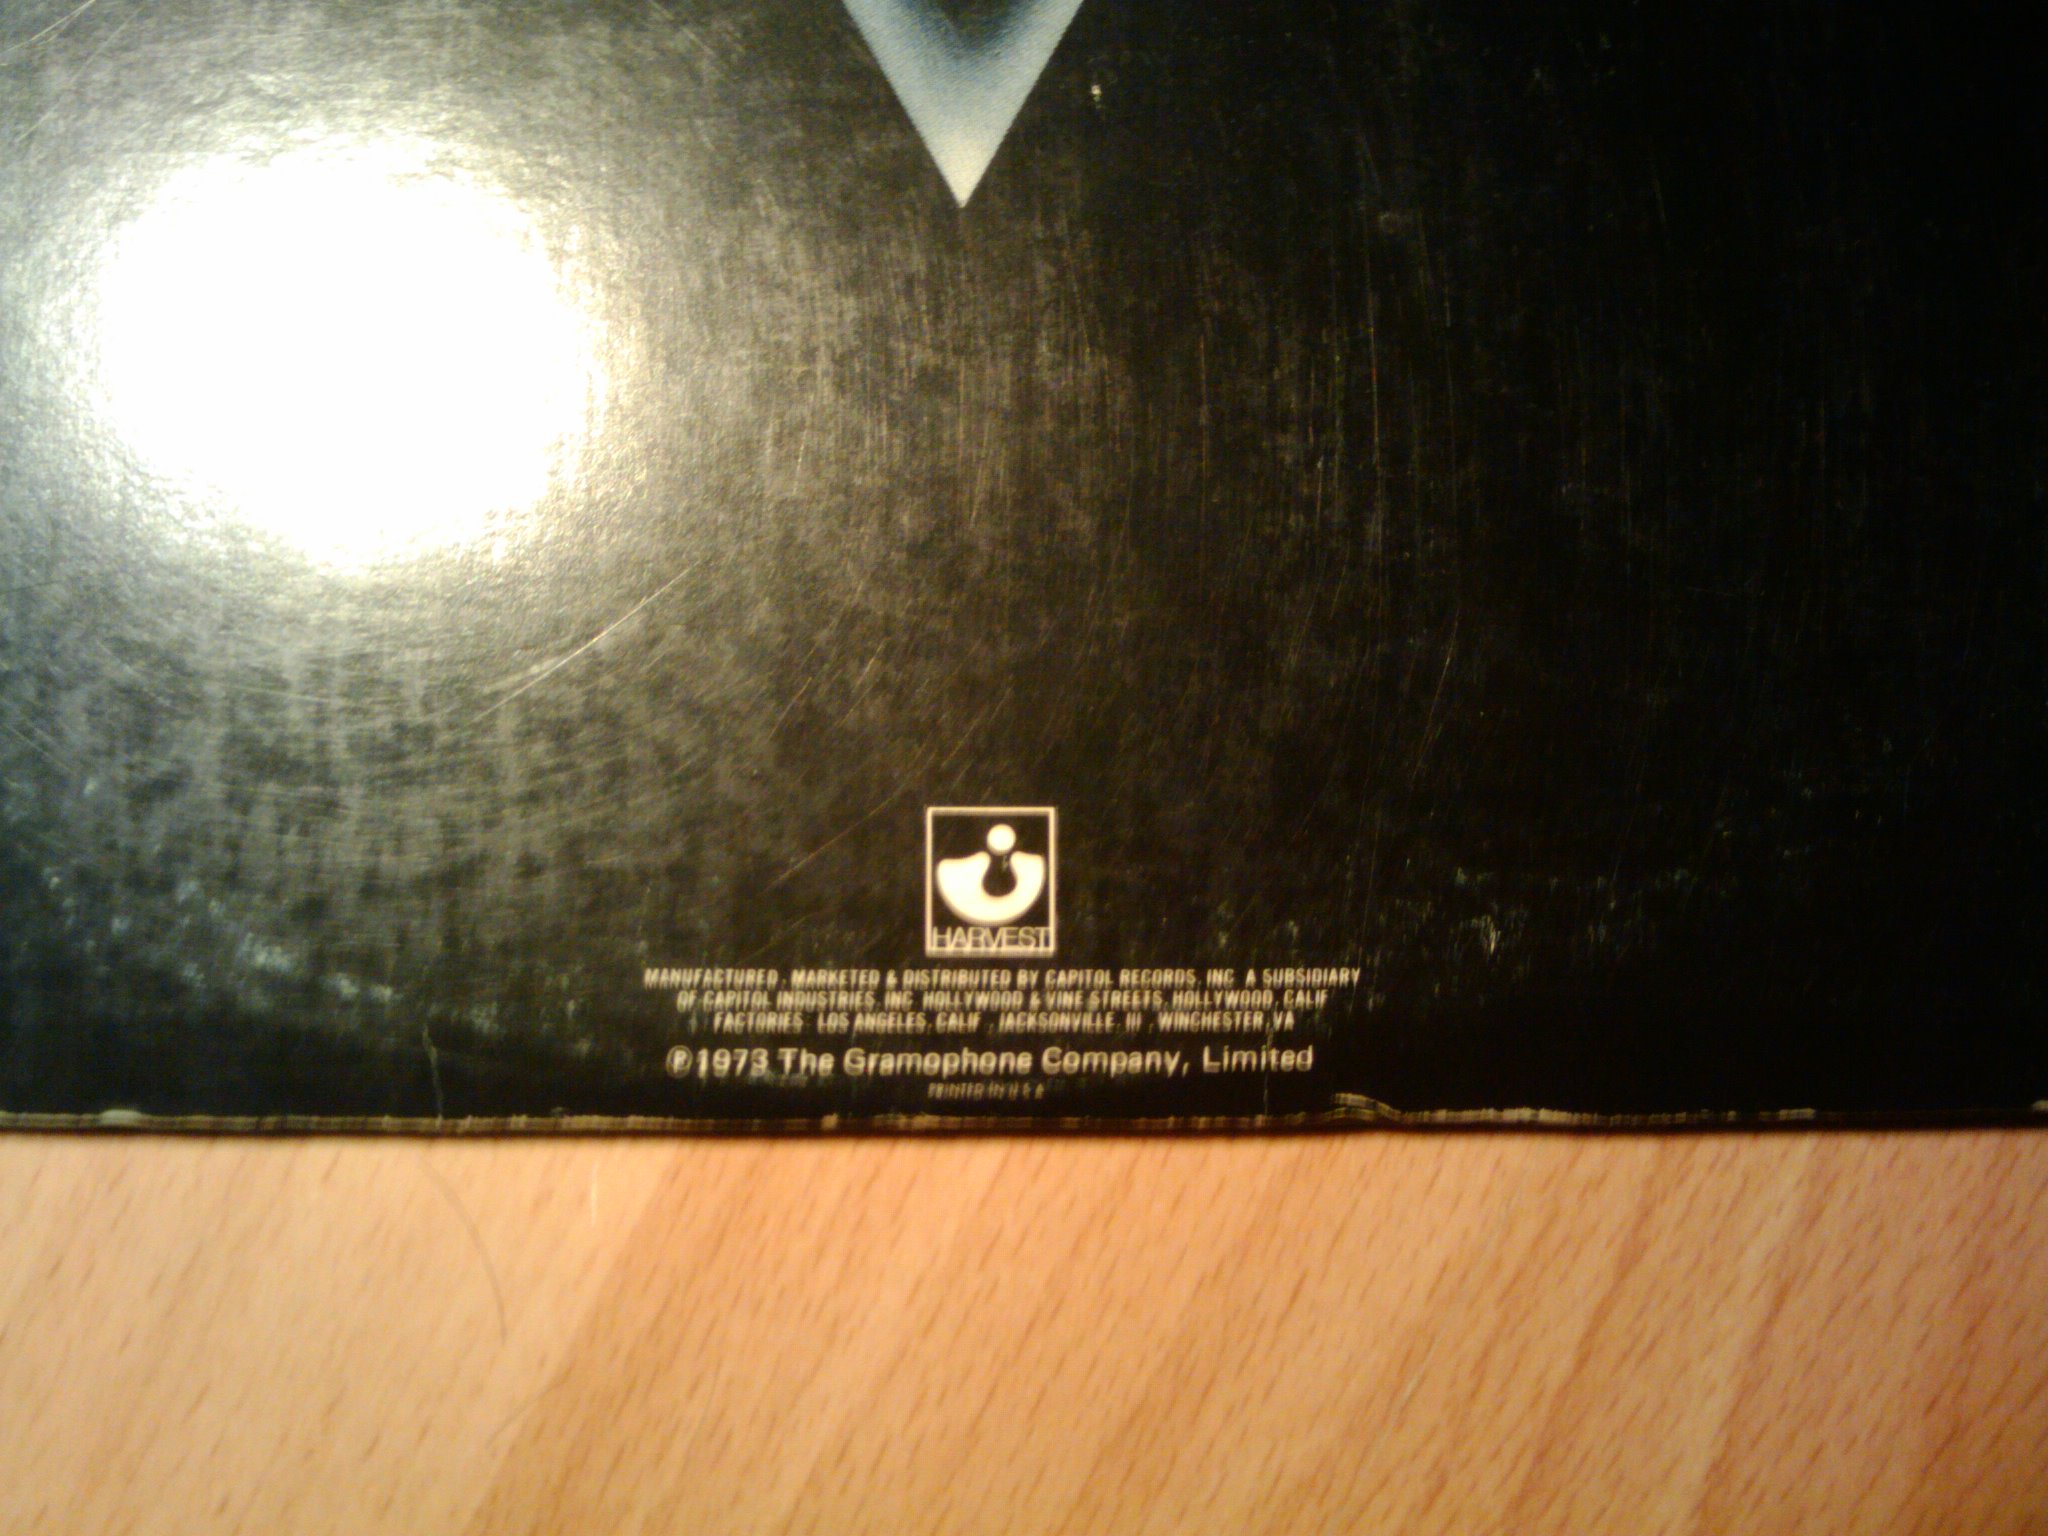 HARVEST
MANUFACTURED, MARKETED & DISTRIBUTED BY CAPITOL RECORDS, INC. A SUBSIDIARY
OF CAPITOL INDUSTRIES, INC. HOLLYWOOD & VINE STREETS, HOLLYWOOD, CALIF.
FACTORIES: LOS ANGELES, CALIF., JACKSONVILLE, Ill., WINCHESTER, VA.
℗1973 The Gramophone Company, Limited
PRINTED IN U.S.A.